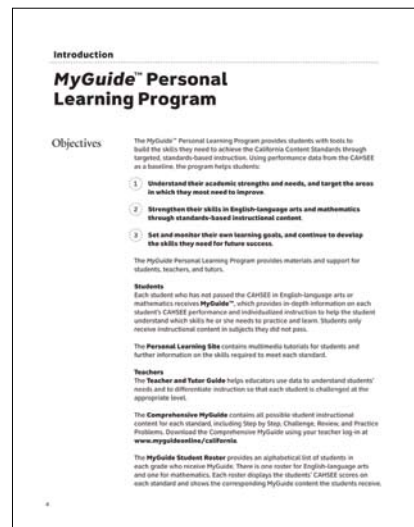 Introduction
MyGuide™ Personal
Learning Program
Objectives
The MyGuide™ Personal Learning Program provides students with tools to
build the skills they need to achieve the California Content Standards through
targeted, standards-based instruction. Using performance data from the CAHSEE
as a baseline, the program helps students:
1 Understand their academic strengths and needs, and target the areas
in which they most need to improve.
2 Strengthen their skills in English-language arts and mathematics
through standards-based instructional content.
3 Set and monitor their own learning goals, and continue to develop
the skills they need for future success.
The MyGuide Personal Learning Program provides materials and support for
students, teachers, and tutors.
Students
Each student who has not passed the CAHSEE in English-language arts or
mathematics receives MyGuide™, which provides in-depth information on each
student's CAHSEE performance and individualized instruction to help the student
understand which skills he or she needs to practice and learn. Students only
receive instructional content in subjects they did not pass.
The Personal Learning Site contains multimedia tutorials for students and
further information on the skills required to meet each standard.
Teachers
The Teacher and Tutor Guide helps educators use data to understand students'
needs and to differentiate instruction so that each student is challenged at the
appropriate level.
The Comprehensive MyGuide contains all possible student instructional
content for each standard, including Step by Step, Challenge, Review, and Practice
Problems. Download the Comprehensive MyGuide using your teacher log-in at
www.myguideonline/california.
The MyGuide Student Roster provides an alphabetical list of students in
each grade who receive MyGuide. There is one roster for English-language arts
and one for mathematics. Each roster displays the students' CAHSEE scores on
each standard and shows the corresponding MyGuide content the students receive.